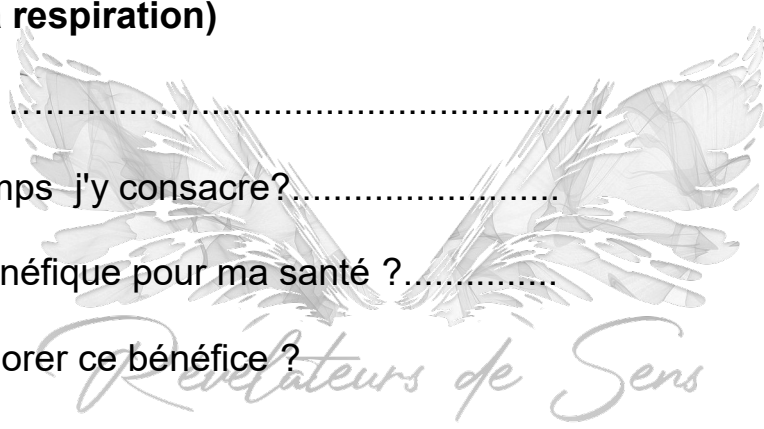 respiration)
............................................................
mps j'y consacre?..........................
néfique pour ma santé ?...............
orer ce bénéfice ?
Révélateurs de Sens